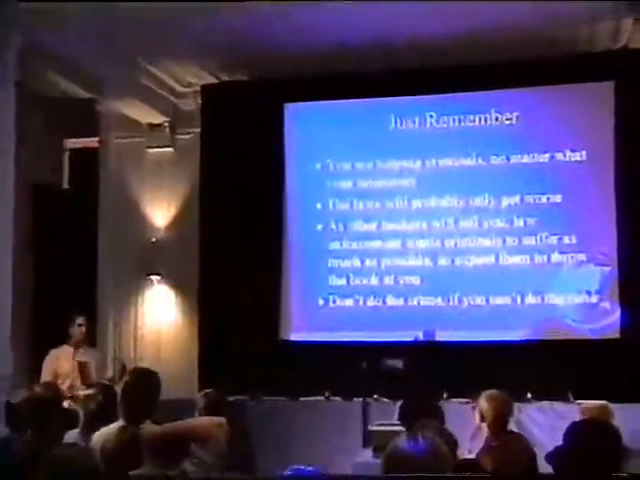 Just Remember
• You are helping criminals, no matter what
your intentions
• The laws will probably only get worse
• As other hackers will tell you, law
enforcement wants criminals to suffer as
much as possible, so expect them to throw
the book at you
• Don't do the crime, if you can't do the time